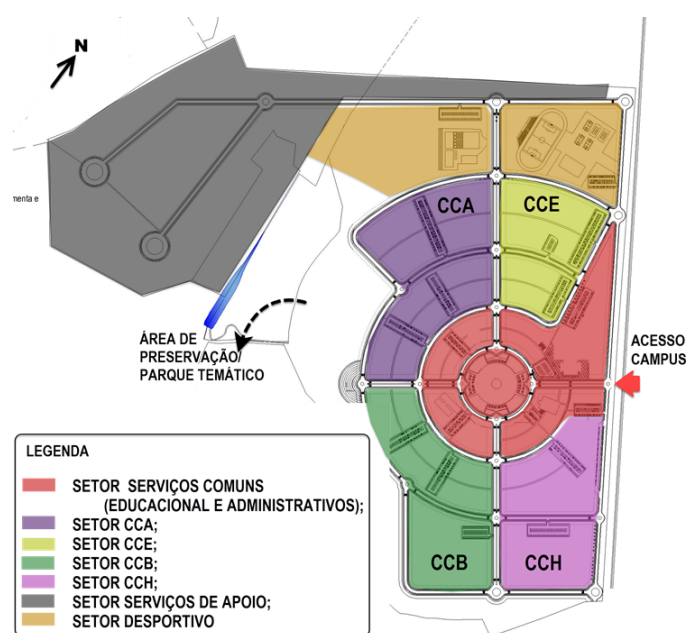 N
menta e
CCA
CCE
ÁREA DE
PRESERVAÇÃO/
PARQUE TEMÁTICO
ACESSO
CAMPUS
CCB
CCH
LEGENDA
SETOR SERVIÇOS COMUNS
(EDUCACIONAL E ADMINISTRATIVOS);
SETOR CCA;
SETOR CCE;
SETOR CCB;
SETOR CCH;
SETOR SERVIÇOS DE APOIO;
SETOR DESPORTIVO